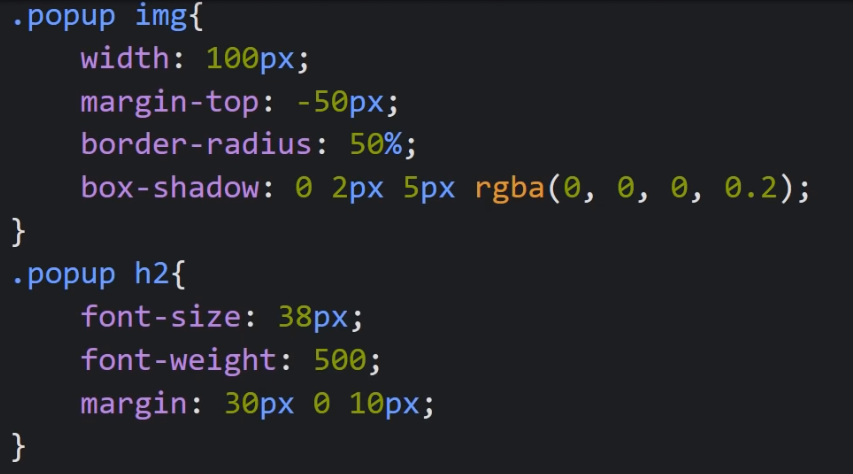 .popup img{
    width: 100px;
    margin-top: -50px;
    border-radius: 50%;
    box-shadow: 0 2px 5px rgba(0, 0, 0, 0.2);
}
.popup h2{
    font-size: 38px;
    font-weight: 500;
    margin: 30px 0 10px;
}